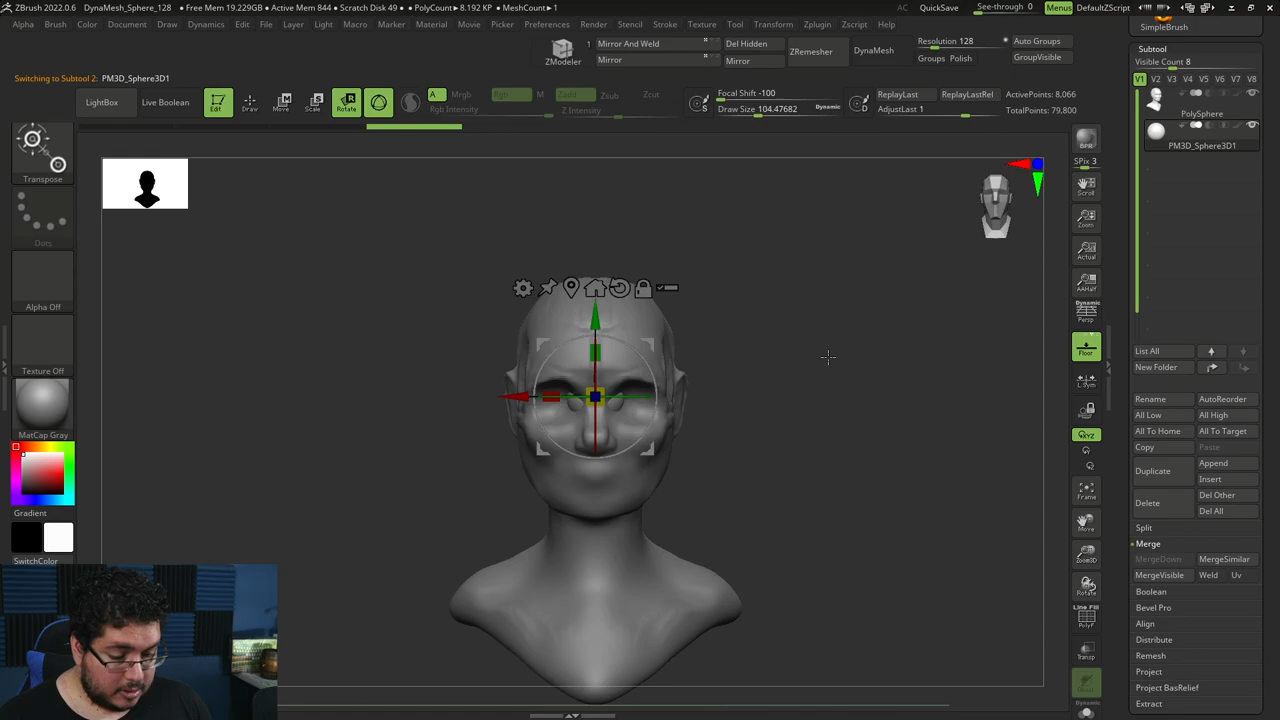 ZBrush 2022.0.6 DynaMesh_Sphere_128 • Free Mem 19.229GB • Active Mem 844 • Scratch Disk 49 • PolyCount▸8.192 KP • MeshCount▸1
AC QuickSave See-through 0 Menus DefaultZScript
Alpha Brush Color Document Draw Dynamics Edit File Layer Light Macro Marker Material Movie Picker Preferences Render Stencil Stroke Texture Tool Transform Zplugin Zscript Help
SimpleBrush
ZModeler
1
Mirror And Weld
Mirror
Del Hidden
Mirror
ZRemesher
DynaMesh
Resolution 128
Groups Polish
Auto Groups
GroupVisible
Subtool
Visible Count 8
Switching to Subtool 2: PM3D_Sphere3D1
V1 V2 V3 V4 V5 V6 V7 V8
LightBox
Live Boolean
Edit
Draw
Move
Scale
Rotate
A Mrgb
Rgb M
Rgb Intensity
Zadd Zsub Zcut
Z Intensity
S
Focal Shift -100
Draw Size 104.47682 Dynamic
D
ReplayLast
ReplayLastRel
AdjustLast 1
ActivePoints: 8,066
TotalPoints: 79,800
PolySphere
PM3D_Sphere3D1
Transpose
Dots
Alpha Off
Texture Off
MatCap Gray
Gradient
SwitchColor
BPR
SPix 3
Scroll
Zoom
Actual
AAHalf
Dynamic
Persp
Floor
L.Sym
XYZ
Frame
Move
Zoom3D
Rotate
Line Fill
PolyF
Transp
Dynamic
List All
New Folder
Rename AutoReorder
All Low All High
All To Home All To Target
Copy Paste
Duplicate
Append
Insert
Delete
Del Other
Del All
Split
Merge
MergeDown MergeSimilar
MergeVisible Weld Uv
Boolean
Bevel Pro
Align
Distribute
Remesh
Project
Project BasRelief
Extract